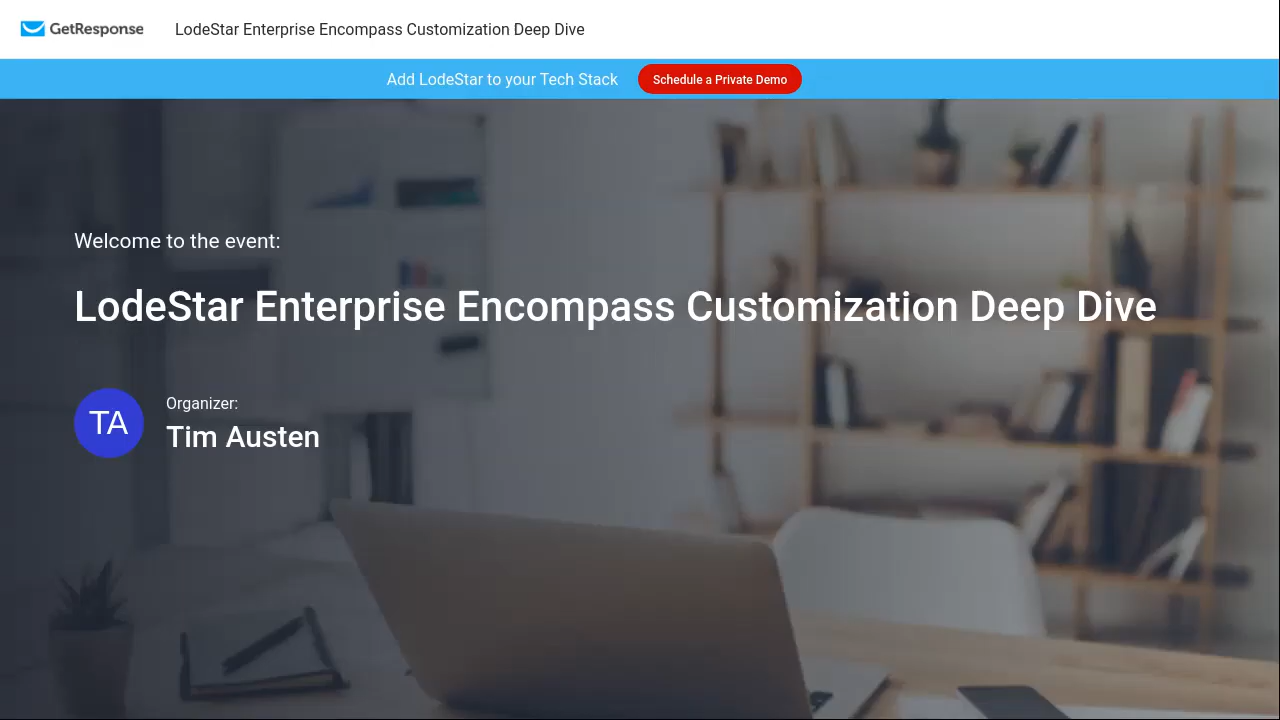 GetResponse
LodeStar Enterprise Encompass Customization Deep Dive
Add LodeStar to your Tech Stack
Schedule a Private Demo
Welcome to the event:
LodeStar Enterprise Encompass Customization Deep Dive
TA
Organizer:
Tim Austen